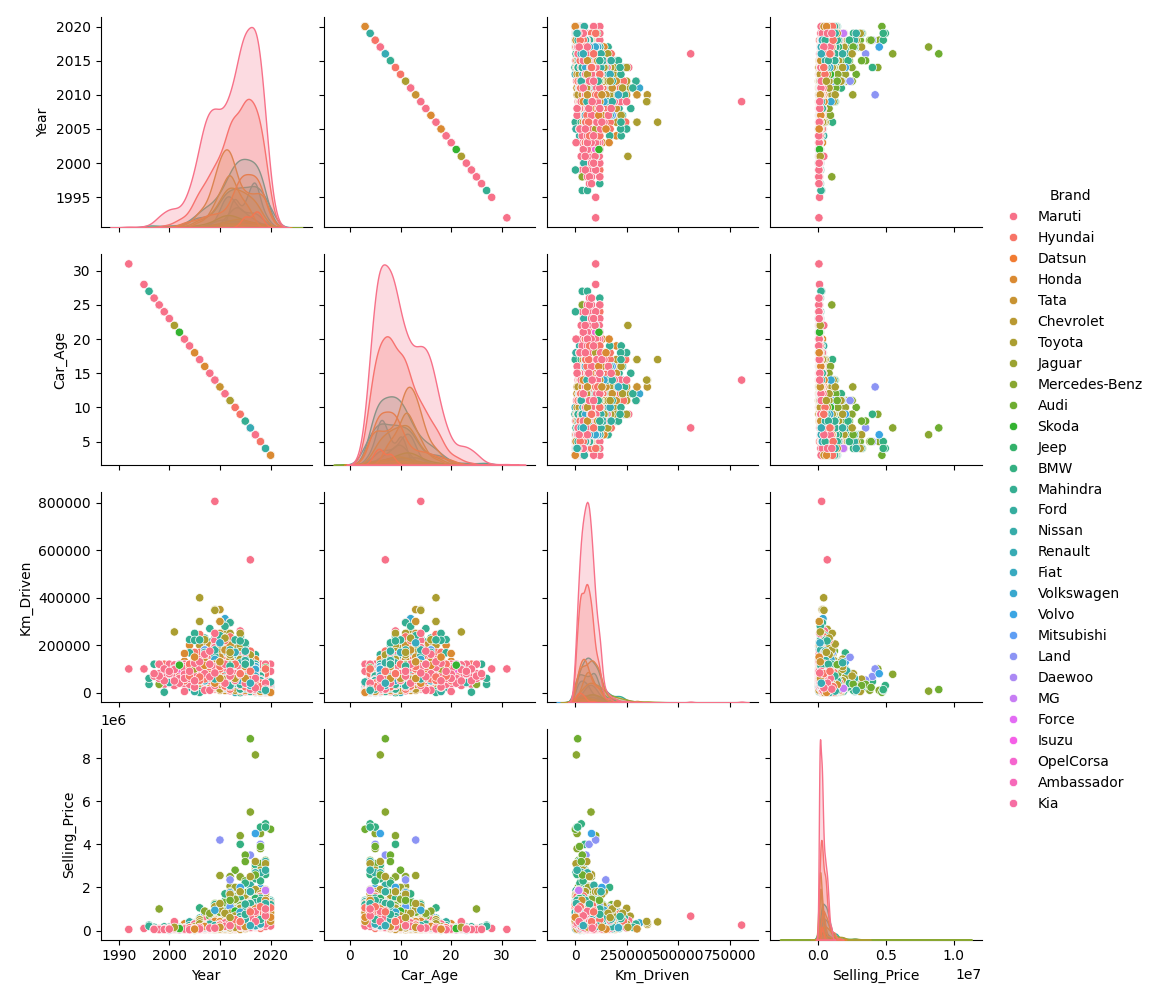 2020
2015
2010
2005
2000
1995
Year
30
25
20
15
10
5
Car_Age
800000
600000
400000
200000
0
Km_Driven
1e6
8
6
4
2
0
Selling_Price
1990 2000 2010 2020
Year
0 10 20 30
Car_Age
0 250000 500000 750000
Km_Driven
0.0 0.5 1.0
1e7
Selling_Price
Brand
Maruti
Hyundai
Datsun
Honda
Tata
Chevrolet
Toyota
Jaguar
Mercedes-Benz
Audi
Skoda
Jeep
BMW
Mahindra
Ford
Nissan
Renault
Fiat
Volkswagen
Volvo
Mitsubishi
Land
Daewoo
MG
Force
Isuzu
OpelCorsa
Ambassador
Kia